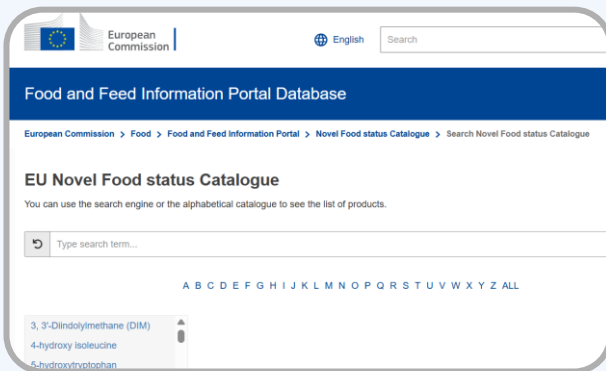 European
Commission
English
Search
Food and Feed Information Portal Database
European Commission > Food > Food and Feed Information Portal > Novel Food status Catalogue > Search Novel Food status Catalogue
EU Novel Food status Catalogue
You can use the search engine or the alphabetical catalogue to see the list of products.
Type search term...
A B C D E F G H I J K L M N O P Q R S T U V W X Y Z ALL
3, 3'-Diindolylmethane (DIM)
4-hydroxy isoleucine
5-hydroxytryptophan